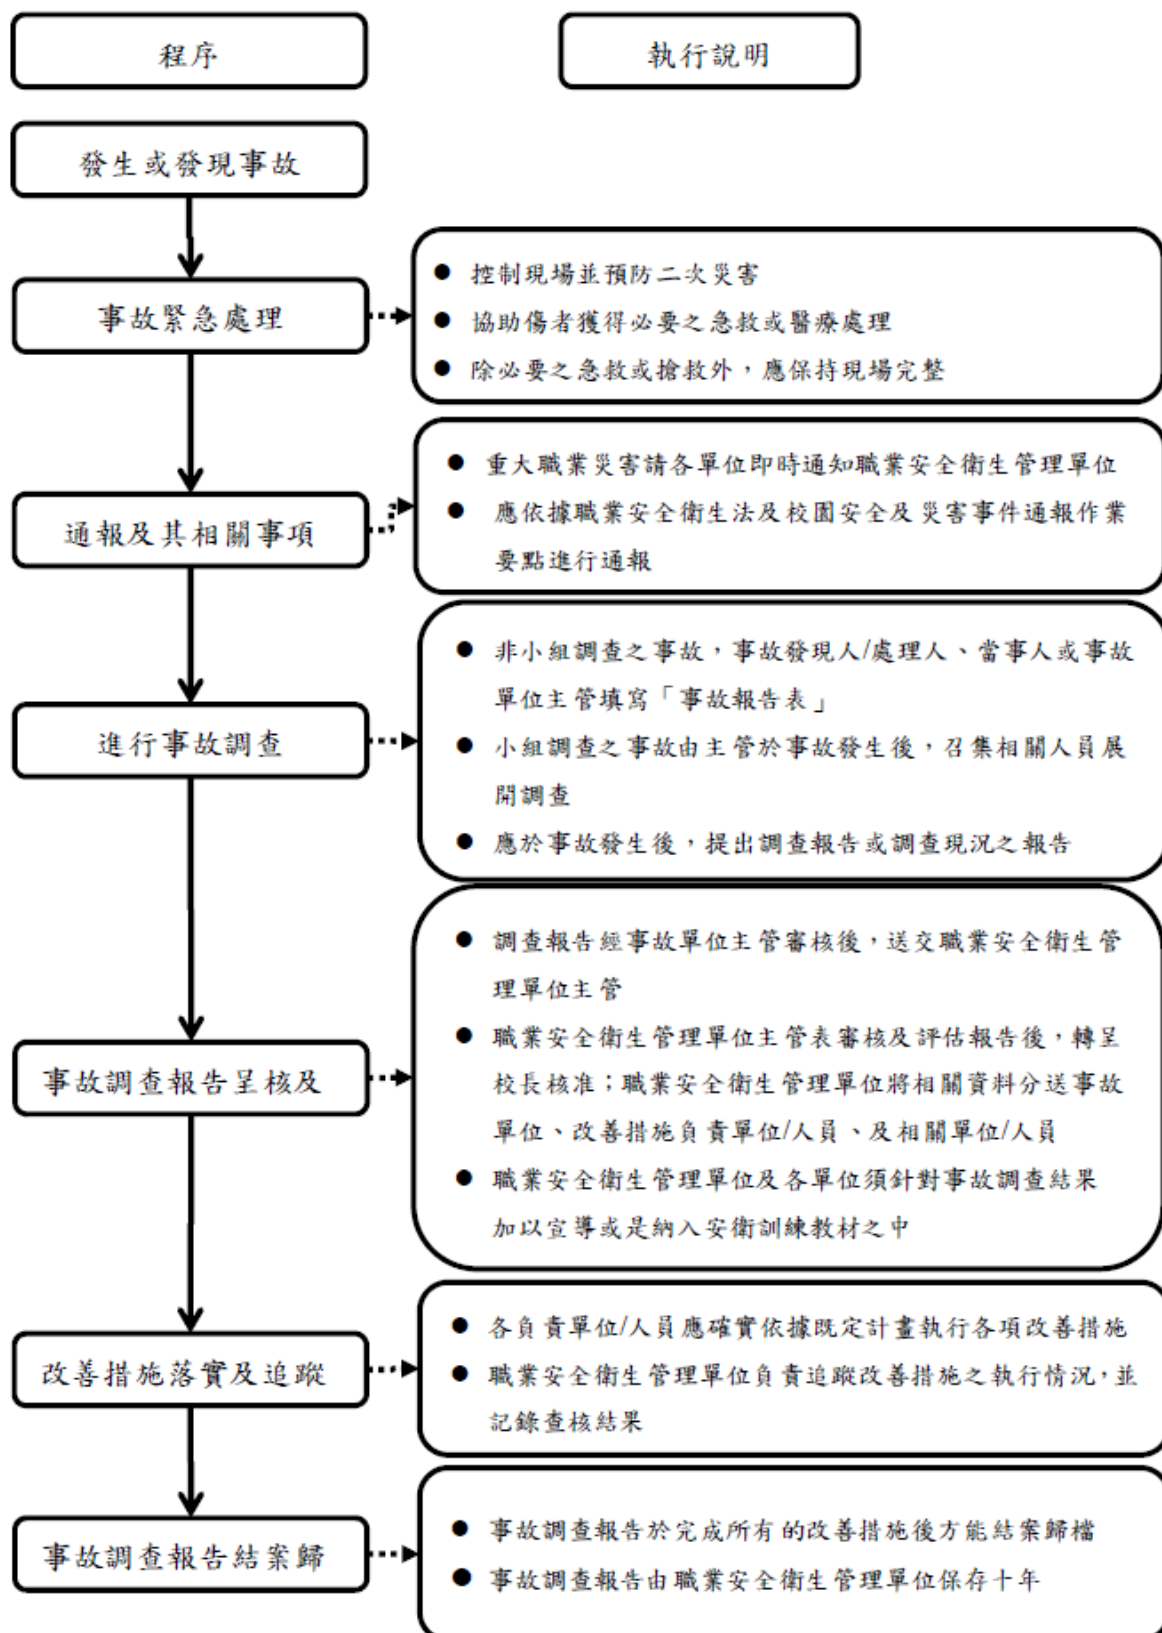 程序
執行說明
發生或發現事故
事故緊急處理
● 控制現場並預防二次災害
● 協助傷者獲得必要之急救或醫療處理
● 除必要之急救或搶救外，應保持現場完整
通報及其相關事項
● 重大職業災害請各單位即時通知職業安全衛生管理單位
● 應依據職業安全衛生法及校園安全及災害事件通報作業
要點進行通報
進行事故調查
● 非小組調查之事故，事故發現人/處理人、當事人或事故
單位主管填寫「事故報告表」
● 小組調查之事故由主管於事故發生後，召集相關人員展
開調查
● 應於事故發生後，提出調查報告或調查現況之報告
事故調查報告呈核及
● 調查報告經事故單位主管審核後，送交職業安全衛生管
理單位主管
● 職業安全衛生管理單位主管表審核及評估報告後，轉呈
校長核准；職業安全衛生管理單位將相關資料分送事故
單位、改善措施負責單位/人員、及相關單位/人員
● 職業安全衛生管理單位及各單位須針對事故調查結果
加以宣導或是納入安衛訓練教材之中
改善措施落實及追蹤
● 各負責單位/人員應確實依據既定計畫執行各項改善措施
● 職業安全衛生管理單位負責追蹤改善措施之執行情況，並
記錄查核結果
事故調查報告結案歸
● 事故調查報告於完成所有的改善措施後方能結案歸檔
● 事故調查報告由職業安全衛生管理單位保存十年